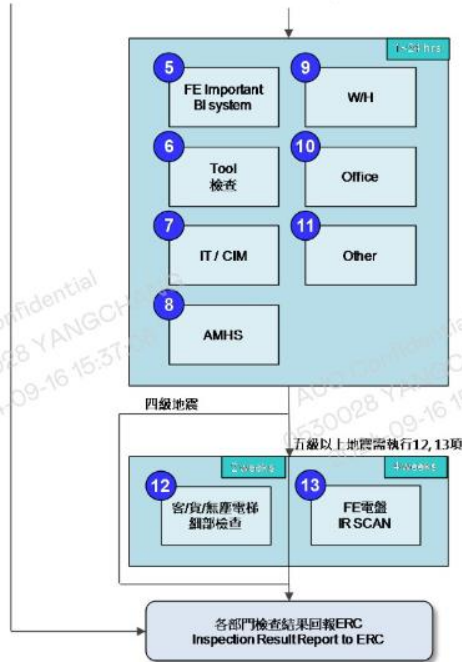 5
FE Important
BI system
9
W/H
6
Tool
檢查
10
Office
7
IT / CIM
11
Other
8
AMHS
四級地震
五級以上地震需執行12, 13項
2 weeks
4 weeks
12
客/貨/無塵電梯
細部檢查
13
FE電盤
IR SCAN
各部門檢查結果回報ERC
Inspection Result Report to ERC